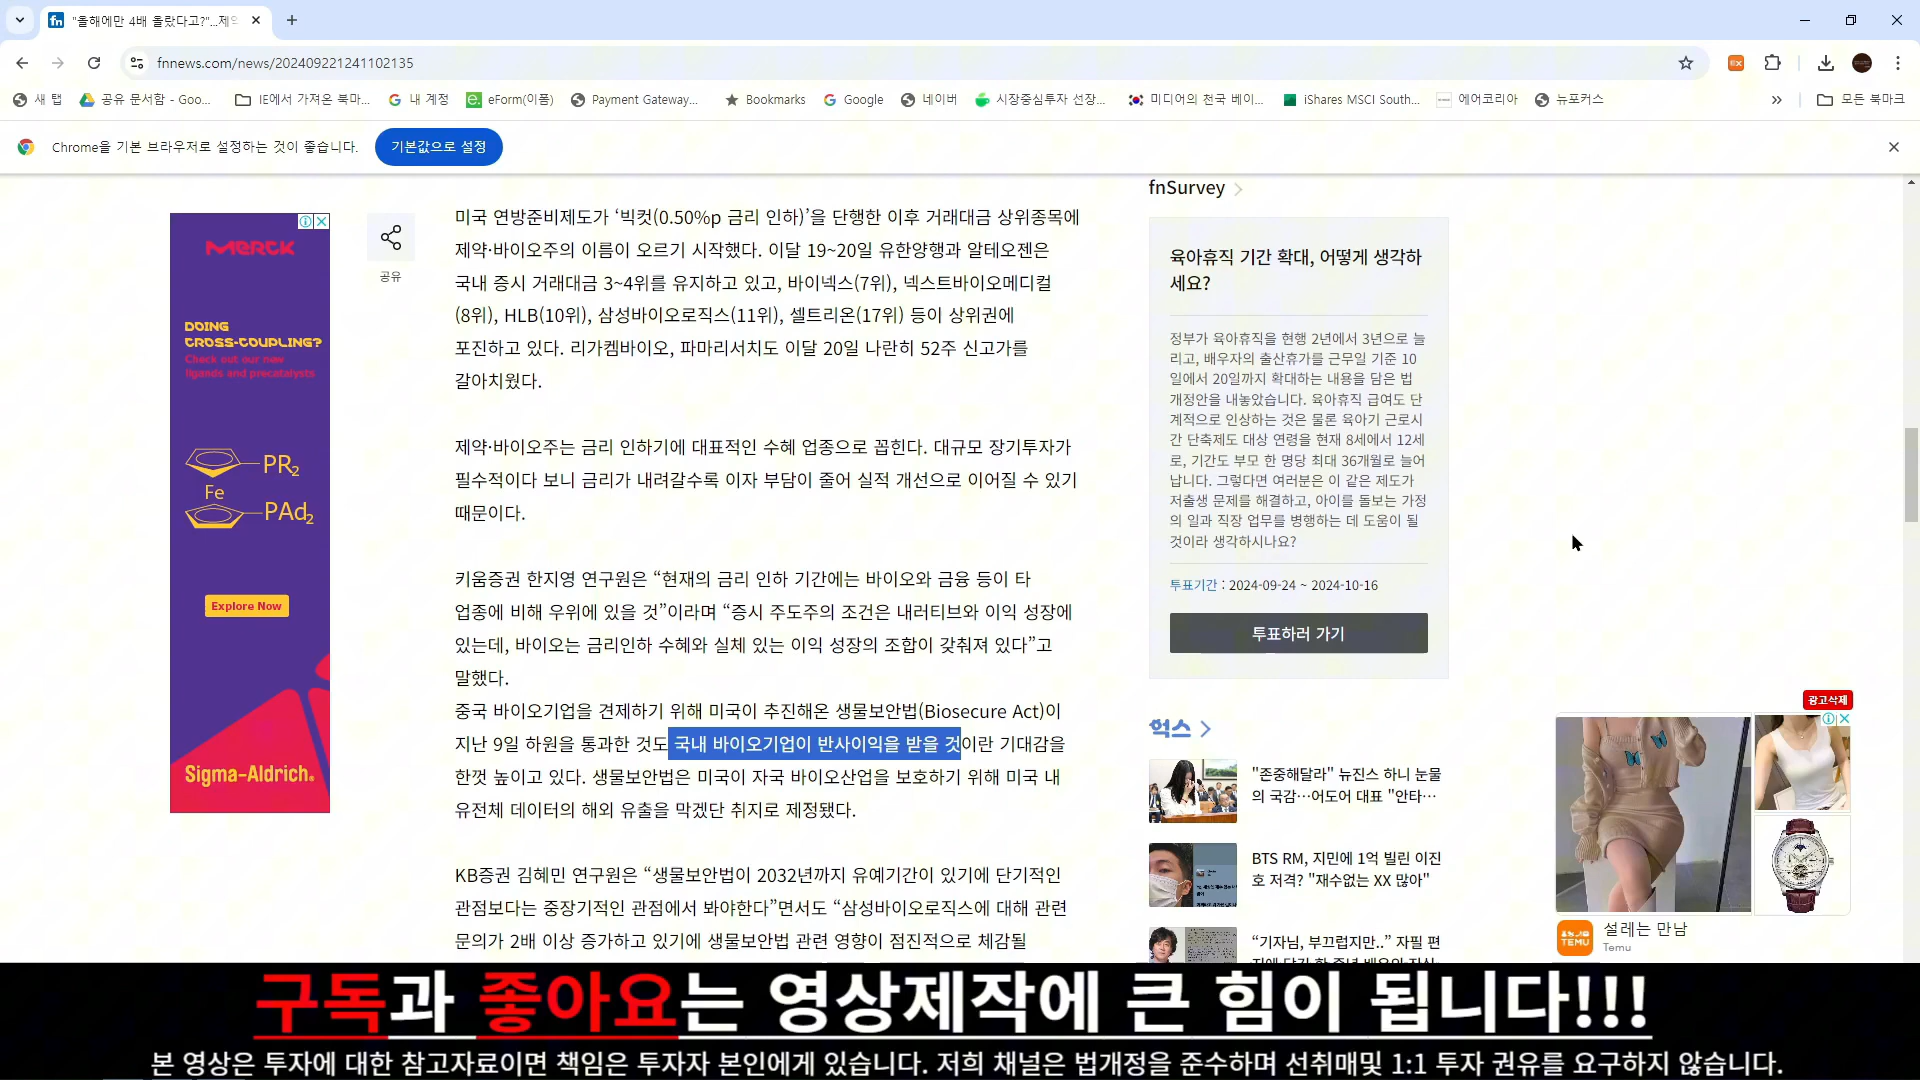 "올해에만 4배 올랐다고?"...제약
fnnews.com/news/202409221241102135
새 탭
공유 문서함 - Goo...
IE에서 가져온 북마...
내 계정
eForm(이폼)
Payment Gateway...
Bookmarks
Google
네이버
시장중심투자 선장...
미디어의 천국 베이...
iShares MSCI South...
에어코리아
뉴포커스
모든 북마크
Chrome을 기본 브라우저로 설정하는 것이 좋습니다.
기본값으로 설정
MERCK
DOING
CROSS-COUPLING?
Check out our new
ligands and precatalysts
PR2
Fe
PAd2
Explore Now
Sigma-Aldrich.
공유
미국 연방준비제도가 ‘빅컷(0.50%p 금리 인하)’을 단행한 이후 거래대금 상위종목에
제약·바이오주의 이름이 오르기 시작했다. 이달 19~20일 유한양행과 알테오젠은
국내 증시 거래대금 3~4위를 유지하고 있고, 바이넥스(7위), 넥스트바이오메디컬
(8위), HLB(10위), 삼성바이오로직스(11위), 셀트리온(17위) 등이 상위권에
포진하고 있다. 리가켐바이오, 파마리서치도 이달 20일 나란히 52주 신고가를
갈아치웠다.
제약·바이오주는 금리 인하기에 대표적인 수혜 업종으로 꼽힌다. 대규모 장기투자가
필수적이다 보니 금리가 내려갈수록 이자 부담이 줄어 실적 개선으로 이어질 수 있기
때문이다.
키움증권 한지영 연구원은 “현재의 금리 인하 기간에는 바이오와 금융 등이 타
업종에 비해 우위에 있을 것”이라며 “증시 주도주의 조건은 내러티브와 이익 성장에
있는데, 바이오는 금리인하 수혜와 실체 있는 이익 성장의 조합이 갖춰져 있다”고
말했다.
중국 바이오기업을 견제하기 위해 미국이 추진해온 생물보안법(Biosecure Act)이
지난 9일 하원을 통과한 것도 국내 바이오기업이 반사이익을 받을 것이란 기대감을
한껏 높이고 있다. 생물보안법은 미국이 자국 바이오산업을 보호하기 위해 미국 내
유전체 데이터의 해외 유출을 막겠단 취지로 제정됐다.
KB증권 김혜민 연구원은 “생물보안법이 2032년까지 유예기간이 있기에 단기적인
관점보다는 중장기적인 관점에서 봐야한다”면서도 “삼성바이오로직스에 대해 관련
문의가 2배 이상 증가하고 있기에 생물보안법 관련 영향이 점진적으로 체감될
fnSurvey
육아휴직 기간 확대, 어떻게 생각하
세요?
정부가 육아휴직을 현행 2년에서 3년으로 늘
리고, 배우자의 출산휴가를 근무일 기준 10
일에서 20일까지 확대하는 내용을 담은 법
개정안을 내놓았습니다. 육아휴직 급여도 단
계적으로 인상하는 것은 물론 육아기 근로시
간 단축제도 대상 연령을 현재 8세에서 12세
로, 기간도 부모 한 명당 최대 36개월로 늘어
납니다. 그렇다면 여러분은 이 같은 제도가
저출생 문제를 해결하고, 아이를 돌보는 가정
의 일과 직장 업무를 병행하는 데 도움이 될
것이라 생각하시나요?
투표기간 : 2024-09-24 ~ 2024-10-16
투표하러 가기
헉스
"존중해달라" 뉴진스 하니 눈물
의 국감…어도어 대표 "안타…
BTS RM, 지민에 1억 빌린 이진
호 저격? "재수없는 XX 많아"
“기자님, 부끄럽지만..” 자필 편
광고삭제
TEMU
설레는 만남
Temu
구독과 좋아요는 영상제작에 큰 힘이 됩니다!!!
본 영상은 투자에 대한 참고자료이면 책임은 투자자 본인에게 있습니다. 저희 채널은 법개정을 준수하며 선취매및 1:1 투자 권유를 요구하지 않습니다.